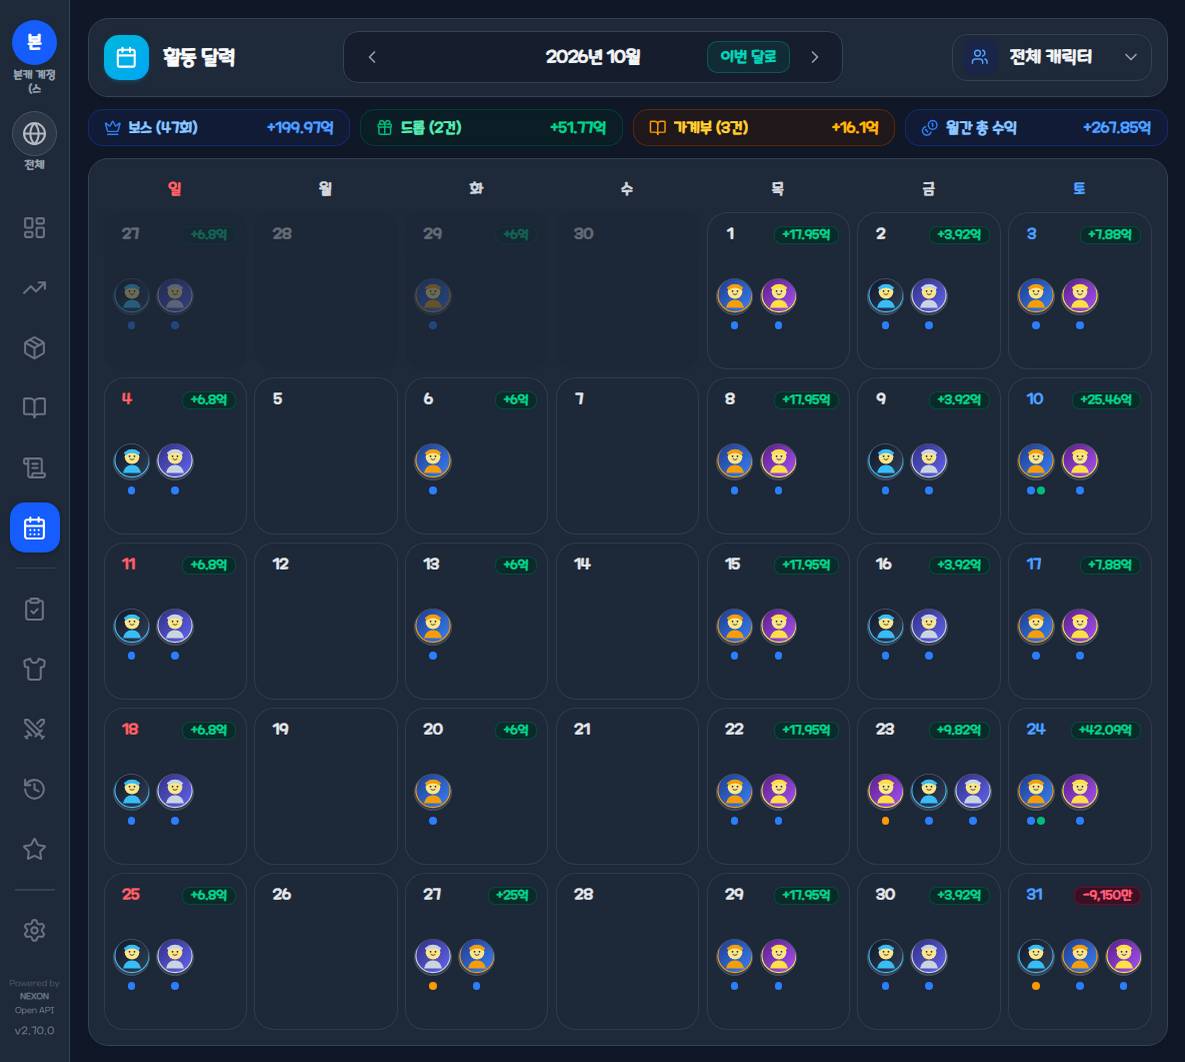 본
본캐 계정
(스
전체
Powered by
NEXON
Open API
v2.70.0
활동 달력
2026년 10월
이번 달로
전체 캐릭터
보스 (47회) +199.97억
드롭 (2건) +51.77억
가계부 (3건) +16.1억
월간 총 수익 +267.85억
일 월 화 수 목 금 토
27 +6.8억 28 29 +6억 30 1 +17.95억 2 +3.92억 3 +7.88억
4 +6.8억 5 6 +6억 7 8 +17.95억 9 +3.92억 10 +25.46억
11 +6.8억 12 13 +6억 14 15 +17.95억 16 +3.92억 17 +7.88억
18 +6.8억 19 20 +6억 21 22 +17.95억 23 +9.82억 24 +42.09억
25 +6.8억 26 27 +25억 28 29 +17.95억 30 +3.92억 31 -9,150만